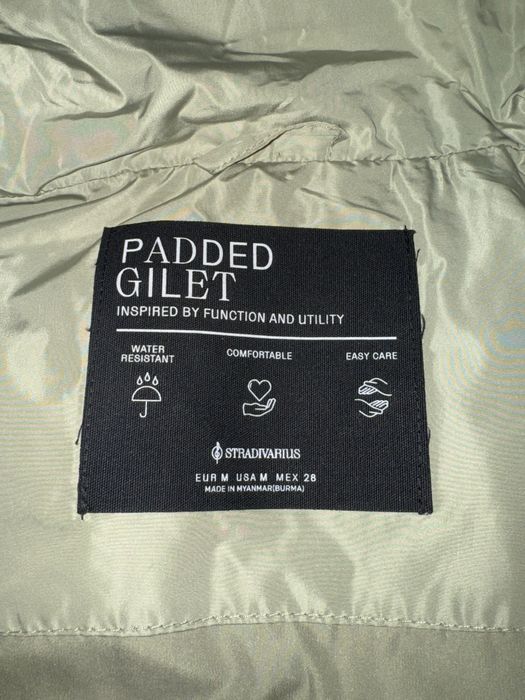 PADDED
GILET
INSPIRED BY FUNCTION AND UTILITY
WATER
RESISTANT
COMFORTABLE
EASY CARE
STRADIVARIUS
EUR M USA M MEX 28
MADE IN MYANMAR(BURMA)